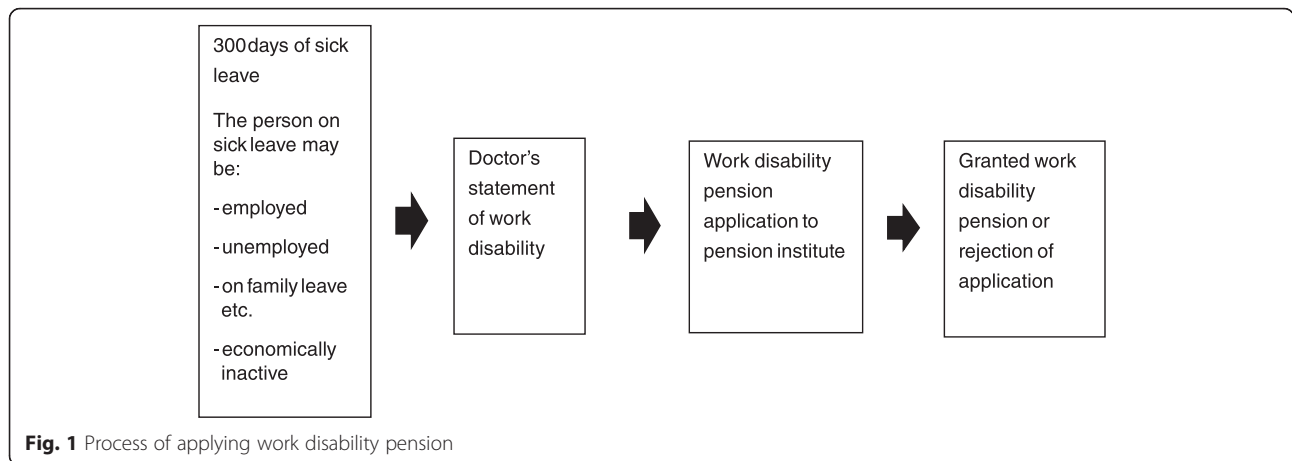 300 days of sick
leave
The person on
sick leave may
be:
- employed
- unemployed
- on family leave
etc.
- economically
inactive
Doctor's
statement
of work
disability
Work disability
pension
application to
pension institute
Granted work
disability
pension or
rejection of
application
Fig. 1 Process of applying work disability pension